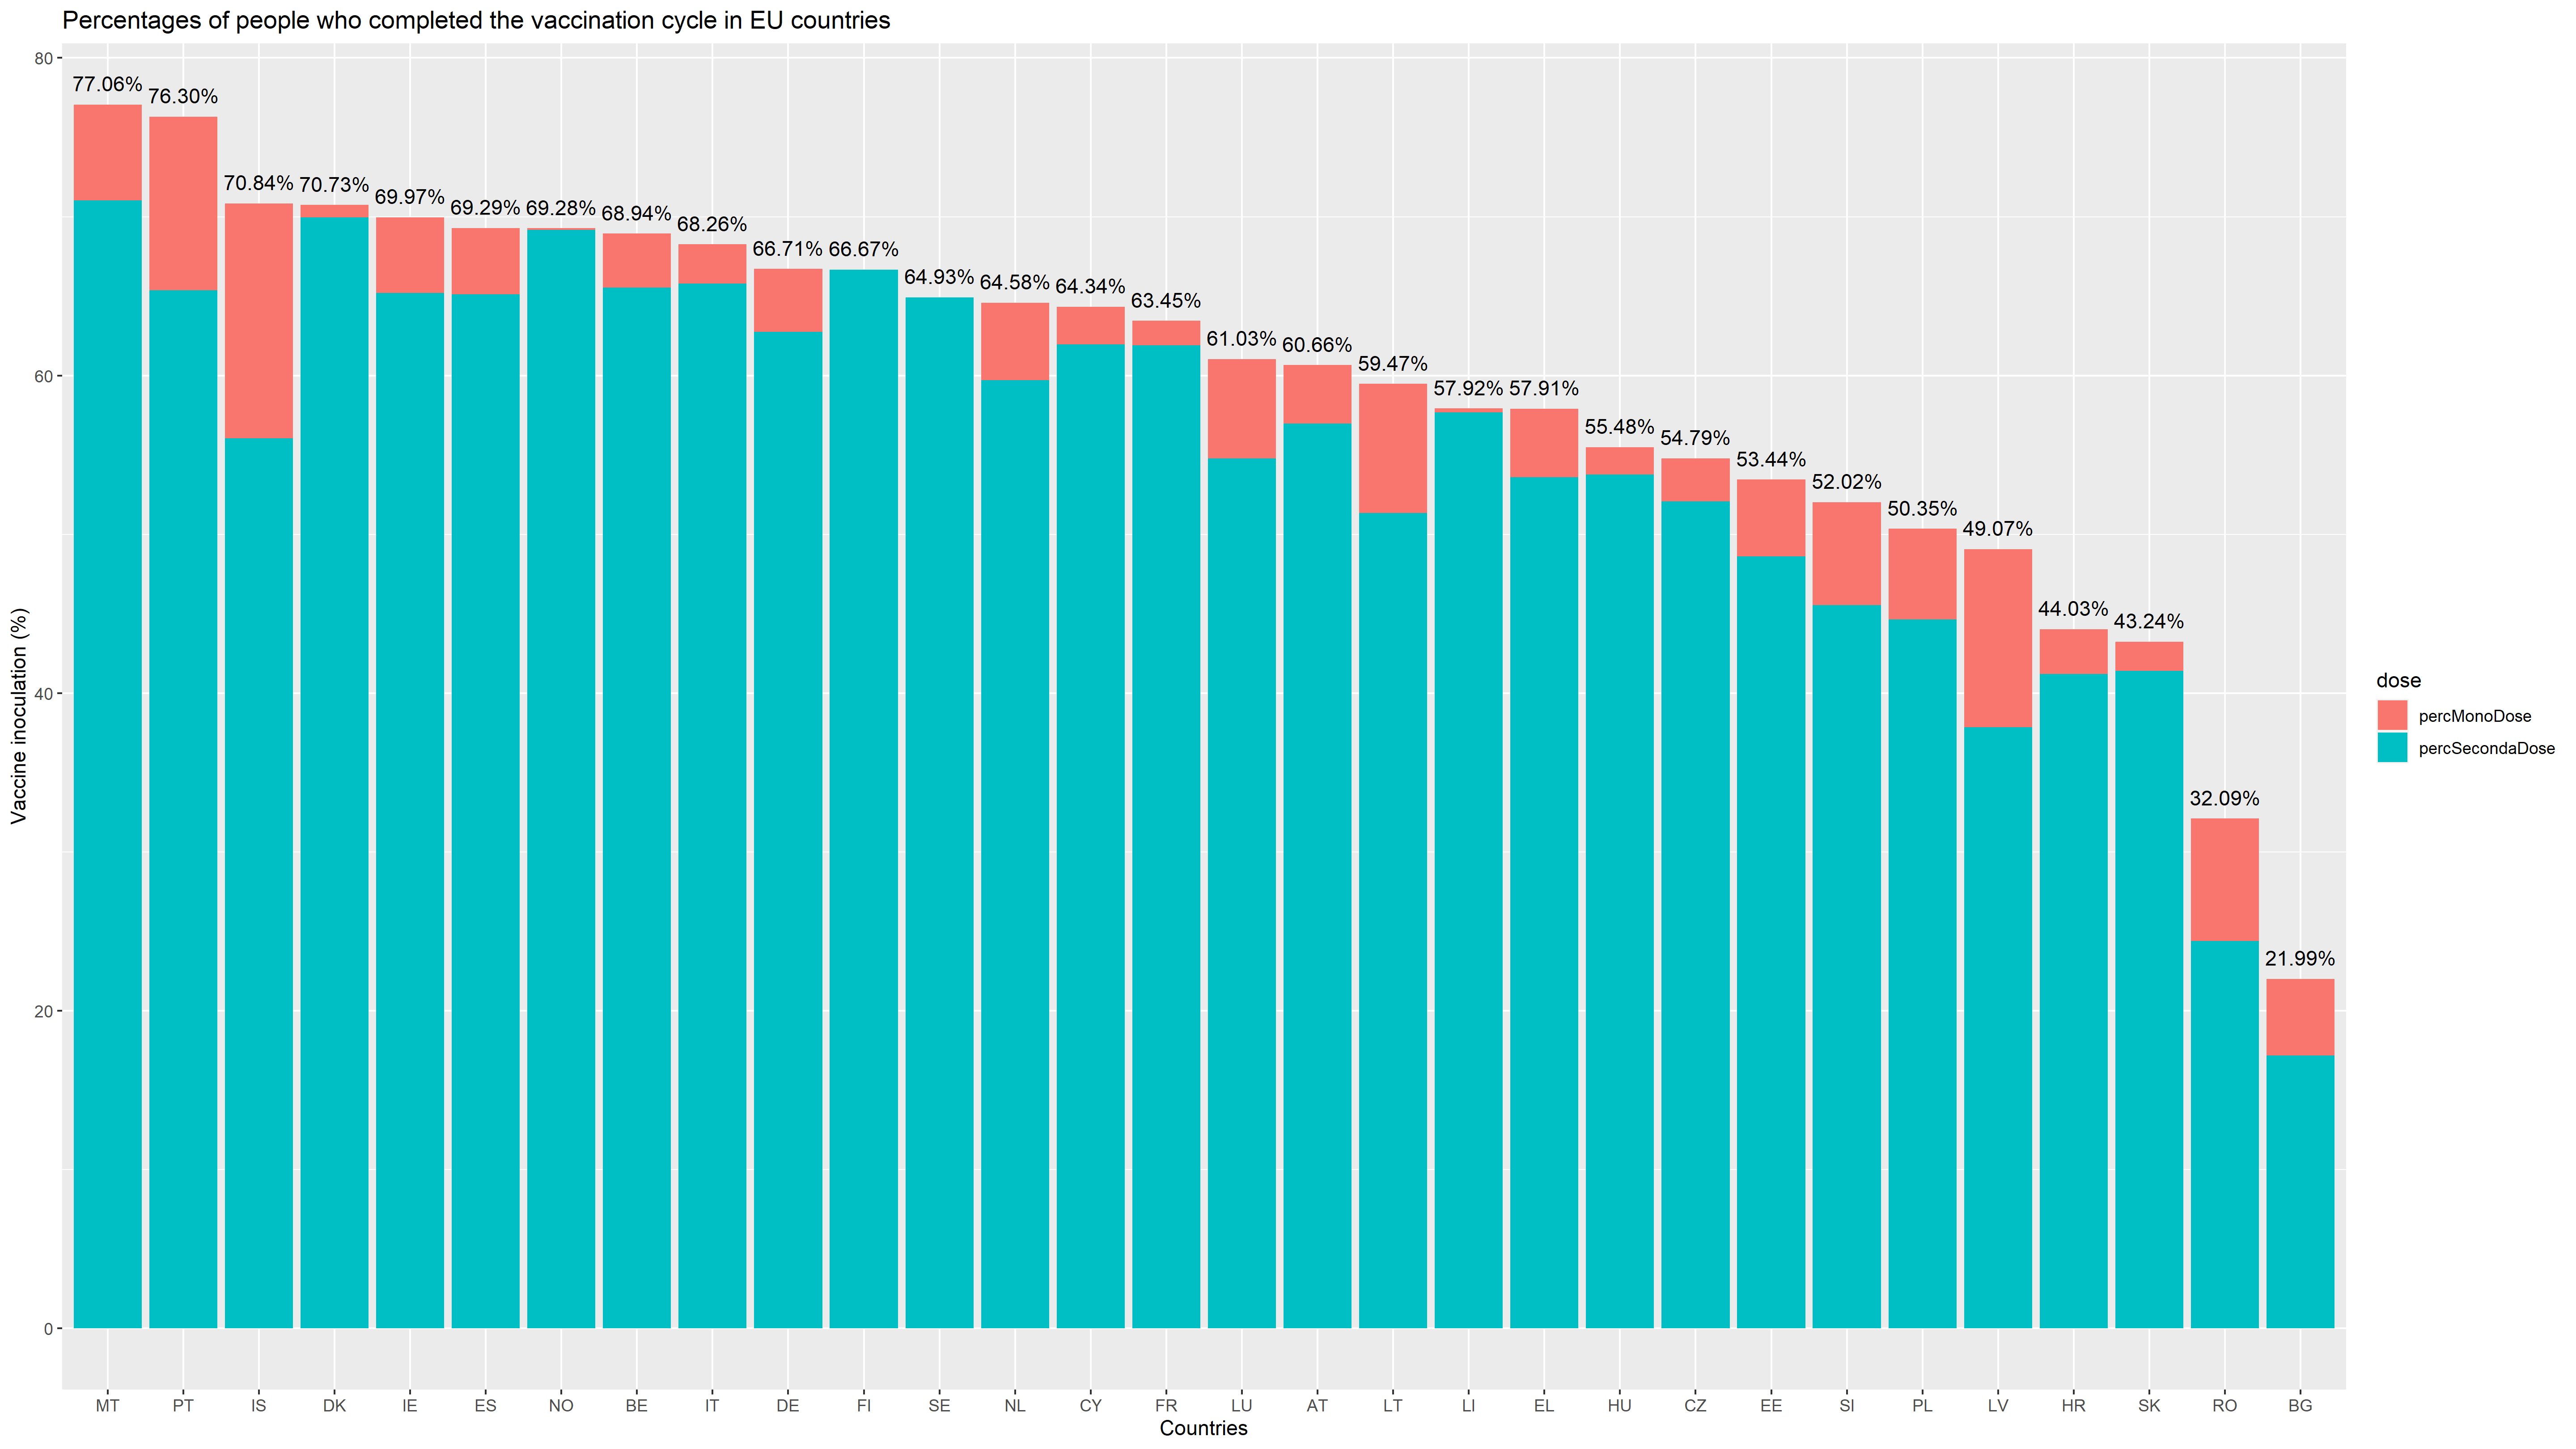 Percentages of people who completed the vaccination cycle in EU countries
80
60
40
20
0
Vaccine inoculation (%)
77.06% 76.30% 70.84% 70.73% 69.97% 69.29% 69.28% 68.94% 68.26% 66.71% 66.67% 64.93% 64.58% 64.34% 63.45% 61.03% 60.66% 59.47% 57.92% 57.91% 55.48% 54.79% 53.44% 52.02% 50.35% 49.07% 44.03% 43.24% 32.09% 21.99%
MT PT IS DK IE ES NO BE IT DE FI SE NL CY FR LU AT LT LI EL HU CZ EE SI PL LV HR SK RO BG
Countries
dose
percMonoDose
percSecondaDose